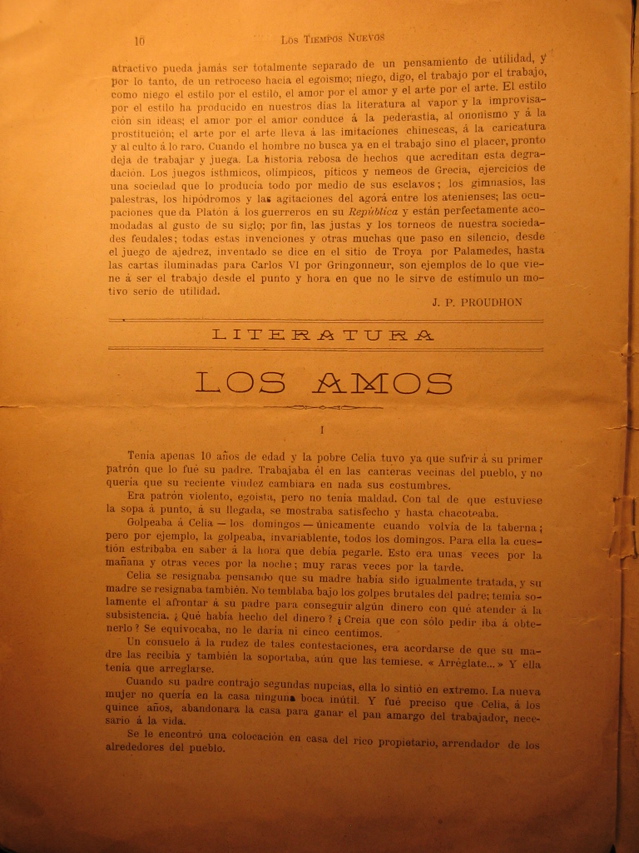 10
Los Tiempos Nuevos
atractivo pueda jamás ser totalmente separado de un pensamiento de utilidad, y
por lo tanto, de un retroceso hacia el egoismo; niego, digo, el trabajo por el trabajo,
como niego el estilo por el estilo, el amor por el amor y el arte por el arte. El estilo
por el estilo ha producido en nuestros días la literatura al vapor y la improvisa-
ción sin ideas; el amor por el amor conduce á la pederastia, al ononismo y á la
prostitución; el arte por el arte lleva á las imitaciones chinescas, á la caricatura
y al culto á lo raro. Cuando el hombre no busca ya en el trabajo sino el placer, pronto
deja de trabajar y juega. La historia rebosa de hechos que acreditan esta degra-
dación. Los juegos ísthmicos, olímpicos, píticos y nemeos de Grecia, ejercicios de
una sociedad que lo producia todo por medio de sus esclavos; los gimnasios, las
palestras, los hipódromos y las agitaciones del agorá entre los atenienses; las ocu-
paciones que da Platón á los guerreros en su República y están perfectamente aco-
modadas al gusto de su siglo; por fin, las justas y los torneos de nuestra socieda-
des feudales; todas estas invenciones y otras muchas que paso en silencio, desde
el juego de ajedrez, inventado se dice en el sitio de Troya por Palamedes, hasta
las cartas iluminadas para Carlos VI por Gringonneur, son ejemplos de lo que vie-
ne á ser el trabajo desde el punto y hora en que no le sirve de estímulo un mo-
tivo serio de utilidad.
J. P. PROUDHON
LITERATURA
LOS AMOS
I
Tenía apenas 10 años de edad y la pobre Celia tuvo ya que sufrir á su primer
patrón que lo fué su padre. Trabajaba él en las canteras vecinas del pueblo, y no
quería que su reciente viudez cambiara en nada sus costumbres.
Era patrón violento, egoista, pero no tenia maldad. Con tal de que estuviese
la sopa á punto, á su llegada, se mostraba satisfecho y hasta chacoteaba.
Golpeaba á Celia — los domingos — únicamente cuando volvía de la taberna;
pero por ejemplo, la golpeaba, invariablente, todos los domingos. Para ella la cues-
tión estribaba en saber á la hora que debía pegarle. Esto era unas veces por la
mañana y otras veces por la noche; muy raras veces por la tarde.
Celia se resignaba pensando que su madre había sido igualmente tratada, y su
madre se resignaba también. No temblaba bajo los golpes brutales del padre; temía so-
lamente el afrontar á su padre para conseguir algún dinero con qué atender á la
subsistencia. ¿Qué había hecho del dinero? ¿Creia que con sólo pedir iba á obte-
nerlo? Se equivocaba, no le daría ni cinco centimos.
Un consuelo á la rudez de tales contestaciones, era acordarse de que su ma-
dre las recibía y también la soportaba, aún que las temiese. « Arréglate... » Y ella
tenia que arreglarse.
Cuando su padre contrajo segundas nupcias, ella lo sintió en extremo. La nueva
mujer no quería en la casa ninguna boca inútil. Y fué preciso que Celia, á los
quince años, abandonara la casa para ganar el pan amargo del trabajador, nece-
sario á la vida.
Se le encontró una colocación en casa del rico propietario, arrendador de los
alrededores del pueblo.